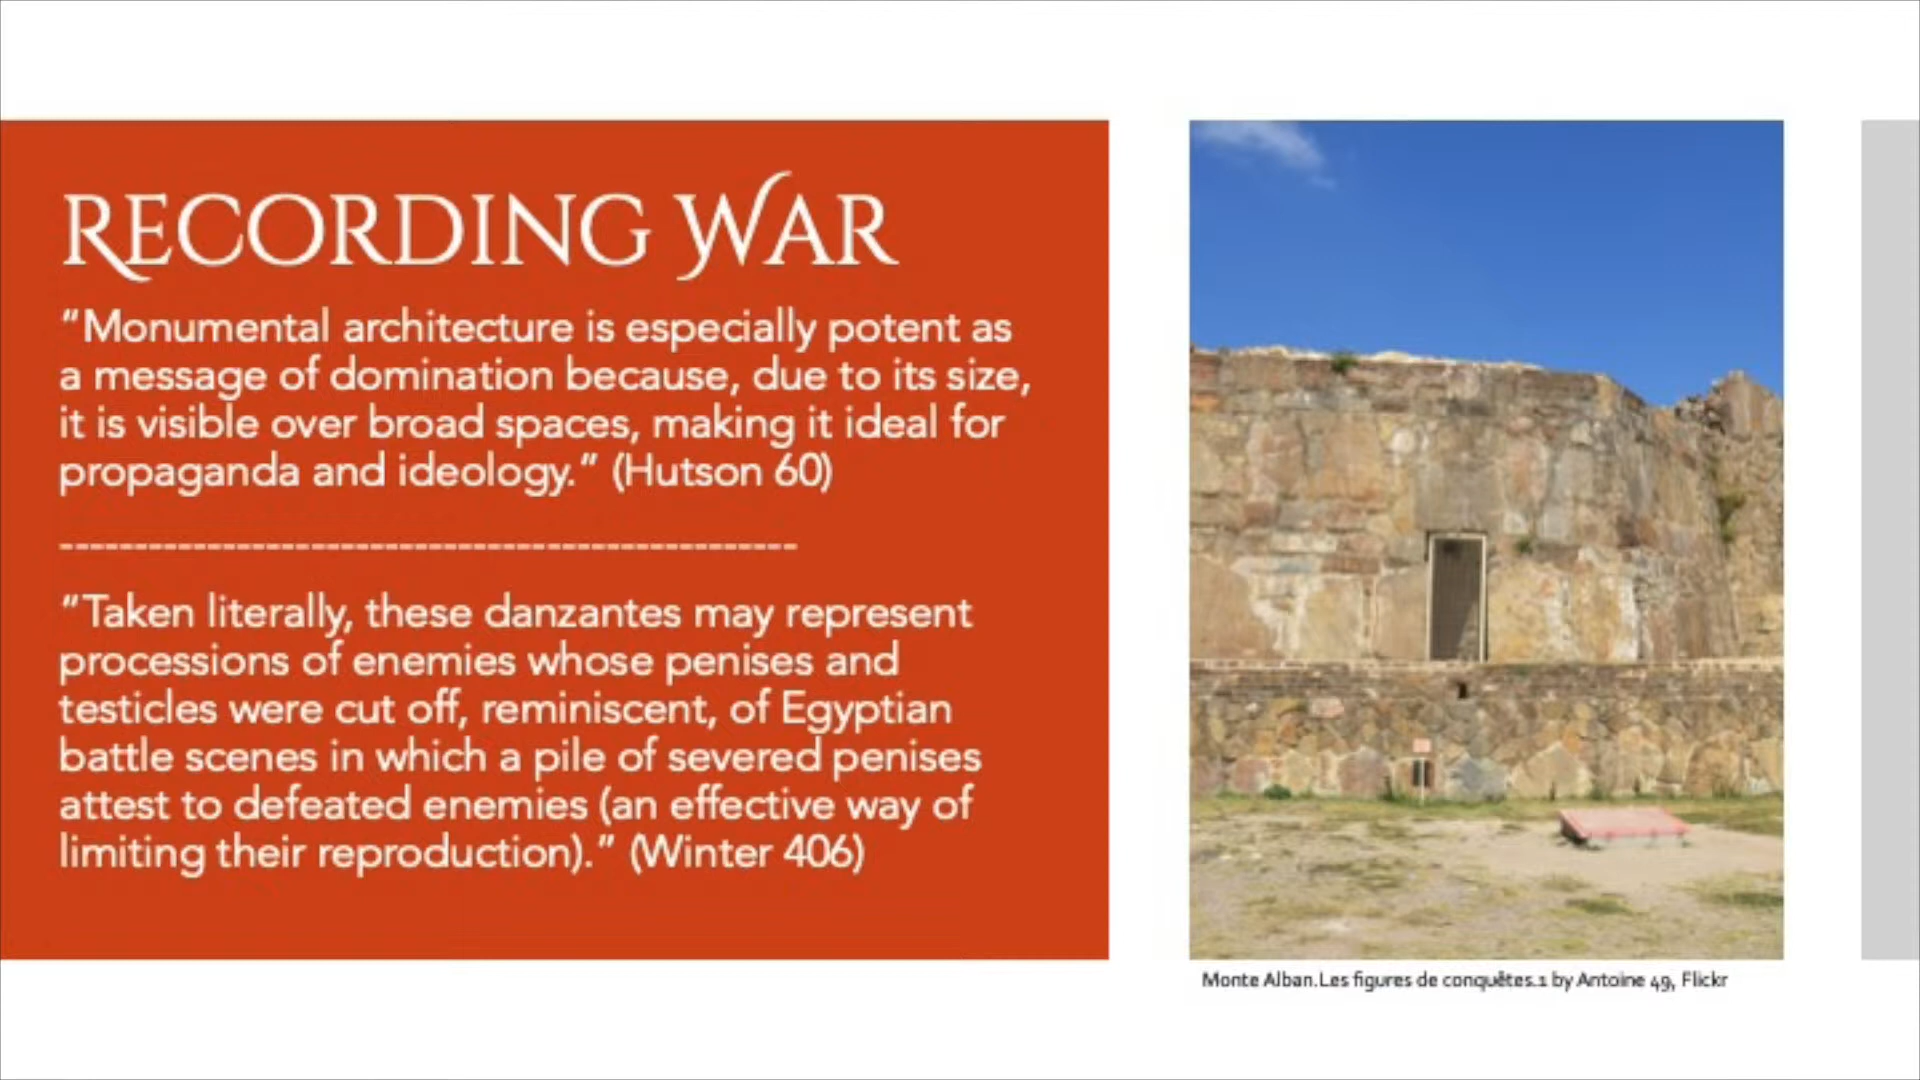 RECORDING WAR
“Monumental architecture is especially potent as
a message of domination because, due to its size,
it is visible over broad spaces, making it ideal for
propaganda and ideology.” (Hutson 60)
--------------------------------------------------
“Taken literally, these danzantes may represent
processions of enemies whose penises and
testicles were cut off, reminiscent, of Egyptian
battle scenes in which a pile of severed penises
attest to defeated enemies (an effective way of
limiting their reproduction).” (Winter 406)
Monte Alban.Les figures de conquêtes.1 by Antoine 49, Flickr